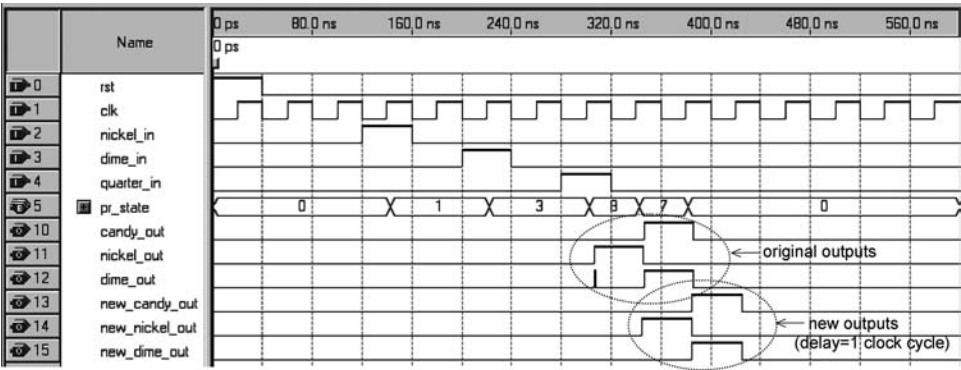 Name
0 ps 80.0 ns 160.0 ns 240.0 ns 320.0 ns 400.0 ns 480.0 ns 560.0 ns
0 ps
0 rst
1 clk
2 nickel_in
3 dime_in
4 quarter_in
5 pr_state 0 1 3 8 7 0
10 candy_out
11 nickel_out original outputs
12 dime_out
13 new_candy_out
14 new_nickel_out new outputs
(delay=1 clock cycle)
15 new_dime_out